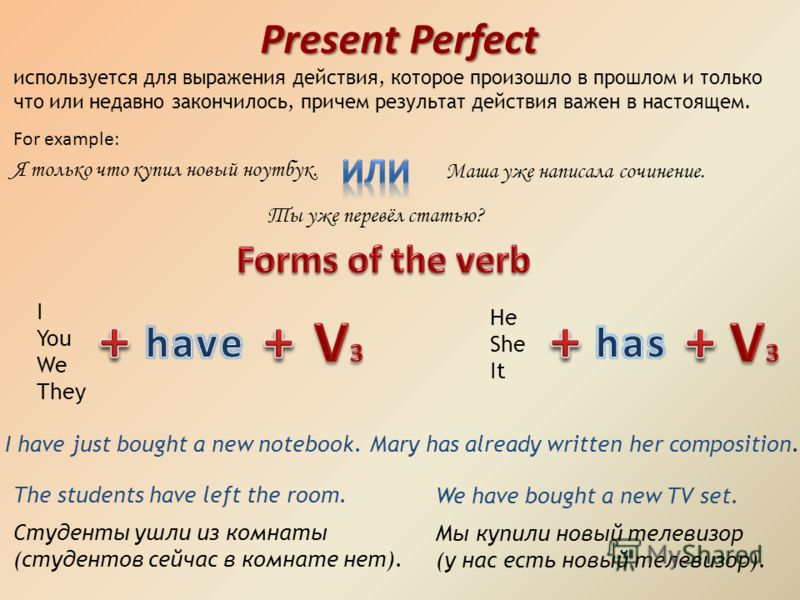 Present Perfect
используется для выражения действия, которое произошло в прошлом и только
что или недавно закончилось, причем результат действия важен в настоящем.
For example:
Я только что купил новый ноутбук.
или
Маша уже написала сочинение.
Ты уже перевёл статью?
Forms of the verb
I
You
We
They
+ have + V3
He
She
It
+ has + V3
I have just bought a new notebook. Mary has already written her composition.
The students have left the room.
Студенты ушли из комнаты
(студентов сейчас в комнате нет).
We have bought a new TV set.
Мы купили новый телевизор
(у нас есть новый телевизор).
MyShared